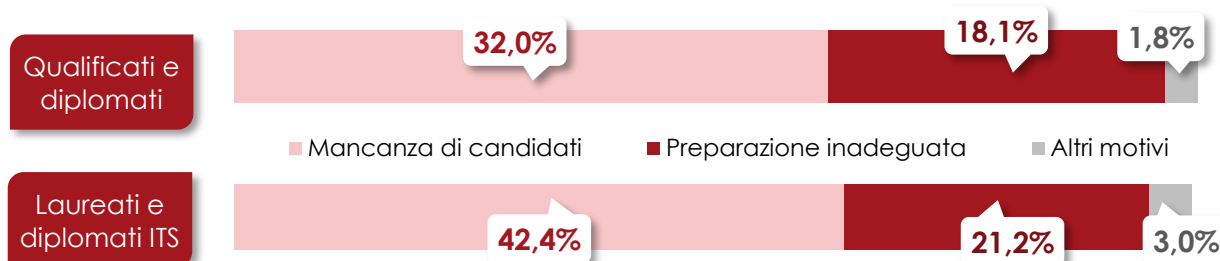 32,0%
18,1%
1,8%
Qualificati e
diplomati
Mancanza di candidati
Preparazione inadeguata
Altri motivi
Laureati e
diplomati ITS
42,4%
21,2%
3,0%